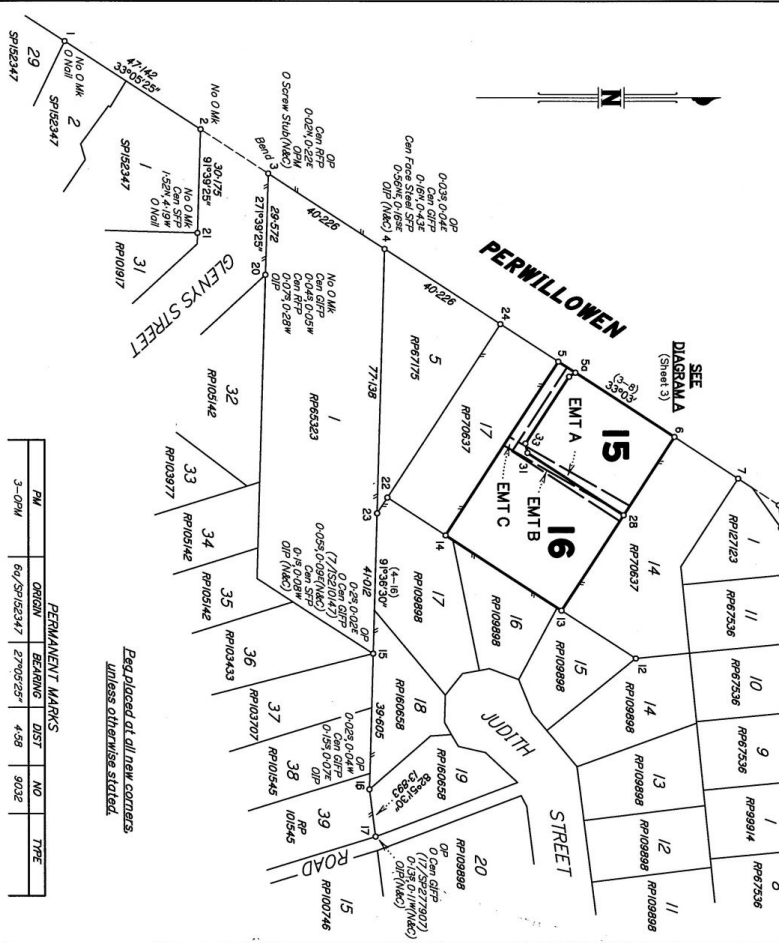 N
PERWILLOWEN
SEE
DIAGRAM A
(Sheet 3)
(3-8)
33°03'
15
16
EMT A
EMT B
EMT C
1
2
Bend 3
4
24
5
5a
6
7
28
33
31
12
13
14
22
23
15
16
17
20
21
47·142
33°05'25"
No O Mk
O Nail
29
SP152347
2
SP152347
1
SP152347
No O Mk
30·175
91°39'25"
No O Mk
Cen SFP
1·52N, 4·19W
O Nail
31
RP101917
GLENYS STREET
OP
Cen RFP
0·02N, 0·22E
OPM
O Screw Stub(N&C)
29·572
271°39'25"
40·226
OP
0·03S, 0·04E
Cen GIFP
0·16N, 0·43E
Cen Face Steel SFP
0·56NE, 0·16SE
OIP (N&C)
40·226
No O Mk
Cen GIFP
0·04S, 0·05W
Cen RFP
0·07S, 0·28W
OIP
77·138
5
RP67175
17
RP70637
1
RP65323
32
RP105142
33
RP103977
34
RP105142
35
RP105142
36
RP103433
37
RP103707
38
RP101545
39
RP
101545
15
RP100746
ROAD
(4-16)
91°36'30"
41·012
OP
0·2S, 0·02E
O Cen GIFP
(7/IS210147)
0·05S, 0·09E(N&C)
Cen SFP
0·1S, 0·08W
OIP (N&C)
39·605
OP
0·02S, 0·04W
Cen GIFP
0·15S, 0·07E
OIP
82°51'30"
13·893
20
RP109898
OP
O Cen GIFP
(17/SP277907)
0·13S, 0·11W(N&C)
OIP(N&C)
17
RP109898
16
RP109898
15
RP109898
14
RP109898
13
RP109898
12
RP109898
11
RP109898
18
RP160658
19
RP160658
JUDITH
STREET
14
RP70637
1
RP127123
11
RP67536
10
RP67536
9
RP67536
1
RP99914
RP67536
Peg placed at all new corners,
unless otherwise stated.
PERMANENT MARKS
PM ORIGIN BEARING DIST NO TYPE
3-OPM 6a/SP152347 27°05'25" 4·58 9032